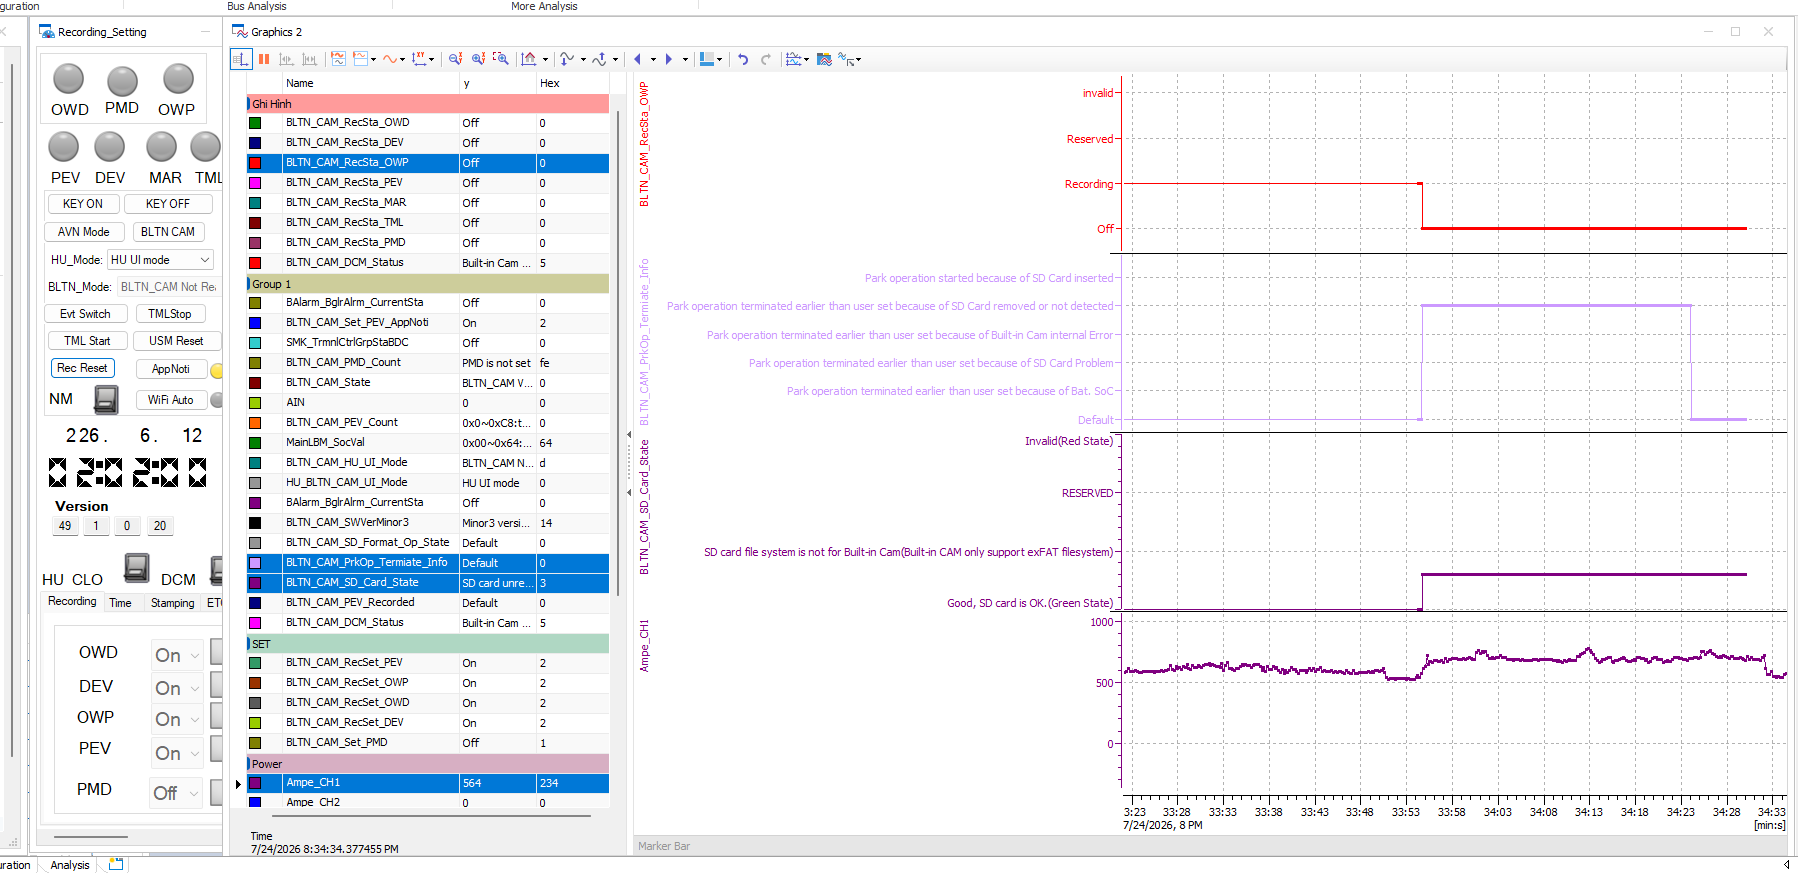 guration
Bus Analysis
More Analysis
Recording_Setting
OWD
PMD
OWP
PEV
DEV
MAR
TML
KEY ON
KEY OFF
AVN Mode
BLTN CAM
HU_Mode:
HU UI mode
BLTN_Mode:
BLTN_CAM Not Rea
Evt Switch
TMLStop
TML Start
USM Reset
Rec Reset
AppNoti
NM
WiFi Auto
226.
6.
12
0 2:0 2:0 0
Version
49
1
0
20
HU_CLO
DCM
Recording
Time
Stamping
ET
OWD
On
DEV
On
OWP
On
PEV
On
PMD
Off
Graphics 2
Name
y
Hex
Ghi Hình
BLTN_CAM_RecSta_OWD Off 0
BLTN_CAM_RecSta_DEV Off 0
BLTN_CAM_RecSta_OWP Off 0
BLTN_CAM_RecSta_PEV Off 0
BLTN_CAM_RecSta_MAR Off 0
BLTN_CAM_RecSta_TML Off 0
BLTN_CAM_RecSta_PMD Off 0
BLTN_CAM_DCM_Status Built-in Cam ... 5
Group 1
BAlarm_BglrAlrm_CurrentSta Off 0
BLTN_CAM_Set_PEV_AppNoti On 2
SMK_TrmnlCtrlGrpStaBDC Off 0
BLTN_CAM_PMD_Count PMD is not set fe
BLTN_CAM_State BLTN_CAM V... 0
AIN 0 0
BLTN_CAM_PEV_Count 0x0~0xC8:t... 0
MainLBM_SocVal 0x00~0x64:... 64
BLTN_CAM_HU_UI_Mode BLTN_CAM N... d
HU_BLTN_CAM_UI_Mode HU UI mode 0
BAlarm_BglrAlrm_CurrentSta Off 0
BLTN_CAM_SWVerMinor3 Minor3 versi... 14
BLTN_CAM_SD_Format_Op_State Default 0
BLTN_CAM_PrkOp_Termiate_Info Default 0
BLTN_CAM_SD_Card_State SD card unre... 3
BLTN_CAM_PEV_Recorded Default 0
BLTN_CAM_DCM_Status Built-in Cam ... 5
SET
BLTN_CAM_RecSet_PEV On 2
BLTN_CAM_RecSet_OWP On 2
BLTN_CAM_RecSet_OWD On 2
BLTN_CAM_RecSet_DEV On 2
BLTN_CAM_Set_PMD Off 1
Power
Ampe_CH1 564 234
Ampe_CH2 0 0
Time
7/24/2026 8:34:34.377455 PM
BLTN_CAM_RecSta_OWP
invalid
Reserved
Recording
Off
BLTN_CAM_PrkOp_Termiate_Info
Park operation started because of SD Card inserted
Park operation terminated earlier than user set because of SD Card removed or not detected
Park operation terminated earlier than user set because of Built-in Cam internal Error
Park operation terminated earlier than user set because of SD Card Problem
Park operation terminated earlier than user set because of Bat. SoC
Default
BLTN_CAM_SD_Card_State
Invalid(Red State)
RESERVED
SD card file system is not for Built-in Cam(Built-in CAM only support exFAT filesystem)
Good, SD card is OK.(Green State)
Ampe_CH1
1000
500
0
3:23 33:28 33:33 33:38 33:43 33:48 33:53 33:58 34:03 34:08 34:13 34:18 34:23 34:28 34:33
7/24/2026, 8 PM
[min:s]
Marker Bar
uration
Analysis